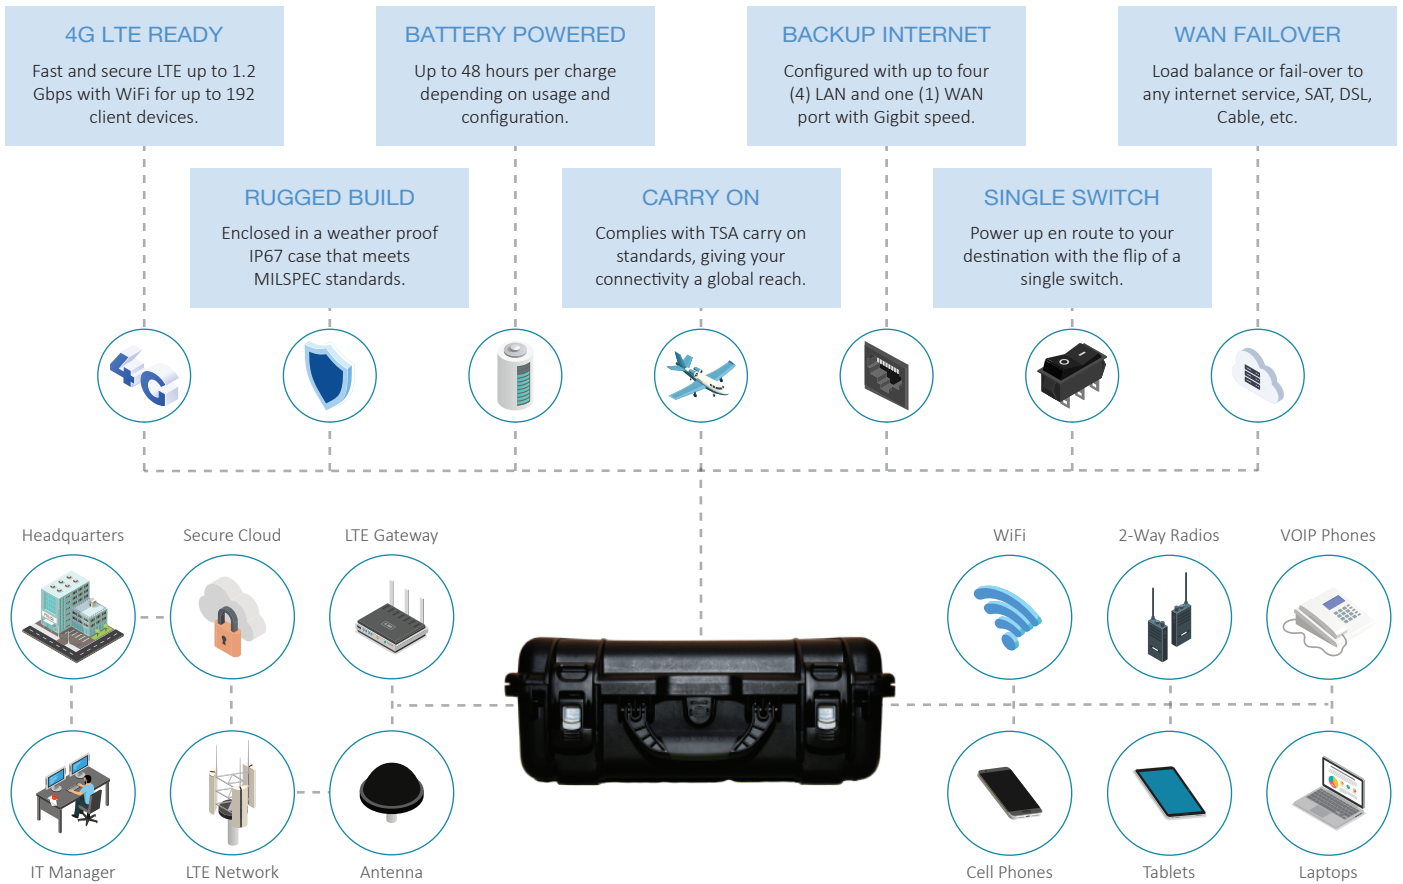 4G LTE READY
Fast and secure LTE up to 1.2
Gbps with WiFi for up to 192
client devices.
BATTERY POWERED
Up to 48 hours per charge
depending on usage and
configuration.
BACKUP INTERNET
Configured with up to four
(4) LAN and one (1) WAN
port with Gigbit speed.
WAN FAILOVER
Load balance or fail-over to
any internet service, SAT, DSL,
Cable, etc.
RUGGED BUILD
Enclosed in a weather proof
IP67 case that meets
MILSPEC standards.
CARRY ON
Complies with TSA carry on
standards, giving your
connectivity a global reach.
SINGLE SWITCH
Power up en route to your
destination with the flip of a
single switch.
4G
Headquarters
Secure Cloud
LTE Gateway
WiFi
2-Way Radios
VOIP Phones
IT Manager
LTE Network
Antenna
Cell Phones
Tablets
Laptops